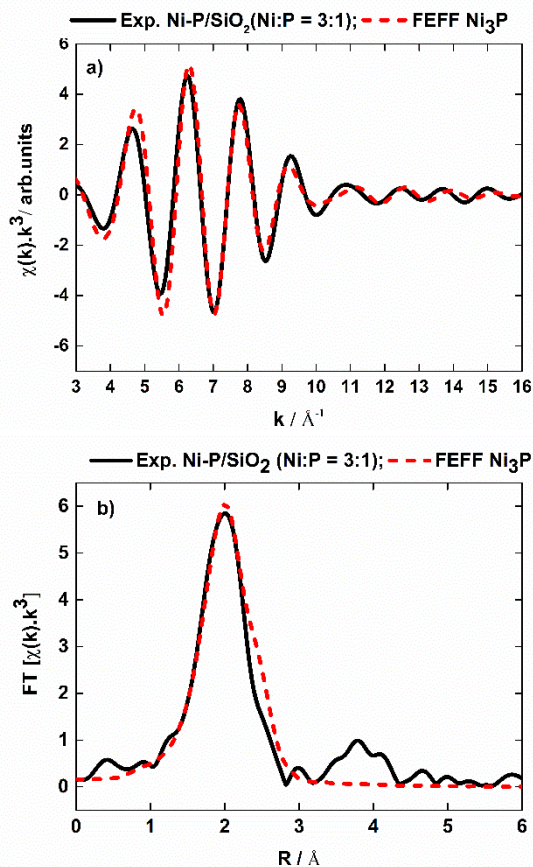 Exp. Ni-P/SiO₂(Ni:P = 3:1); FEFF Ni₃P
a)
6
4
2
0
-2
-4
-6
χ(k).k³/ arb.units
3 4 5 6 7 8 9 10 11 12 13 14 15 16
k / Å⁻¹
Exp. Ni-P/SiO₂ (Ni:P = 3:1); FEFF Ni₃P
b)
6
5
4
3
2
1
0
FT [χ(k).k³]
0 1 2 3 4 5 6
R / Å